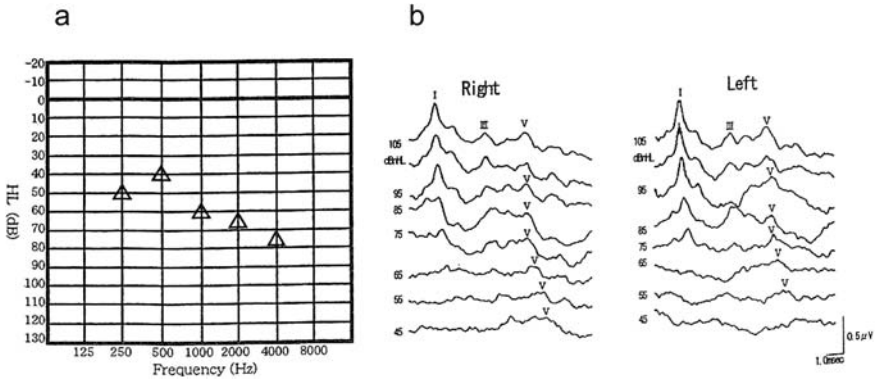 a
-20
-10
0
10
20
30
40
50
60
70
80
90
100
110
120
130
HL (dB)
125 250 500 1000 2000 4000 8000
Frequency (Hz)
b
Right
I
III
V
105
dBnHL
V
95
V
85
V
75
V
65
V
55
V
45
Left
I
III
V
105
dBnHL
V
95
V
85
V
75
V
65
V
55
45
0.5μV
1.0msec